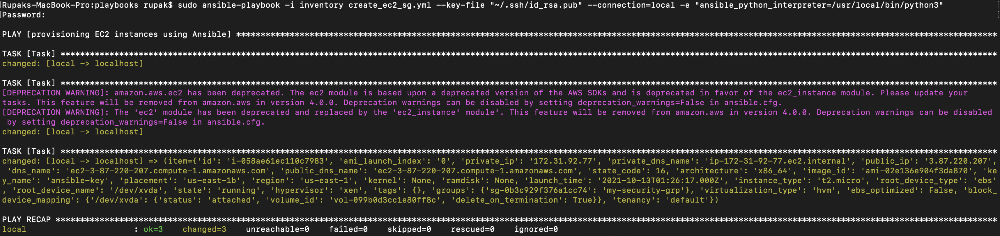 [Rupaks-MacBook-Pro:playbooks rupak$ sudo ansible-playbook -i inventory create_ec2_sg.yml --key-file "~/.ssh/id_rsa.pub" --connection=local -e "ansible_python_interpreter=/usr/local/bin/python3" ]
[Password: ]
PLAY [provisioning EC2 instances using Ansible] ************************************************************************************************************************************************************
TASK [Task] ************************************************************************************************************************************************************************************************
changed: [local -> localhost]
TASK [Task] ************************************************************************************************************************************************************************************************
[DEPRECATION WARNING]: amazon.aws.ec2 has been deprecated. The ec2 module is based upon a deprecated version of the AWS SDKs and is deprecated in favor of the ec2_instance module. Please update your
tasks. This feature will be removed from amazon.aws in version 4.0.0. Deprecation warnings can be disabled by setting deprecation_warnings=False in ansible.cfg.
[DEPRECATION WARNING]: The 'ec2' module has been deprecated and replaced by the 'ec2_instance' module'. This feature will be removed from amazon.aws in version 4.0.0. Deprecation warnings can be disabled
 by setting deprecation_warnings=False in ansible.cfg.
changed: [local -> localhost]
TASK [Task] ************************************************************************************************************************************************************************************************
changed: [local -> localhost] => (item={'id': 'i-058ae61ec110c7983', 'ami_launch_index': '0', 'private_ip': '172.31.92.77', 'private_dns_name': 'ip-172-31-92-77.ec2.internal', 'public_ip': '3.87.220.207',
 'dns_name': 'ec2-3-87-220-207.compute-1.amazonaws.com', 'public_dns_name': 'ec2-3-87-220-207.compute-1.amazonaws.com', 'state_code': 16, 'architecture': 'x86_64', 'image_id': 'ami-02e136e904f3da870', 'ke
y_name': 'ansible-key', 'placement': 'us-east-1b', 'region': 'us-east-1', 'kernel': None, 'ramdisk': None, 'launch_time': '2021-10-13T01:26:17.000Z', 'instance_type': 't2.micro', 'root_device_type': 'ebs'
, 'root_device_name': '/dev/xvda', 'state': 'running', 'hypervisor': 'xen', 'tags': {}, 'groups': {'sg-0b3c929f376a1cc74': 'my-security-grp'}, 'virtualization_type': 'hvm', 'ebs_optimized': False, 'block_
device_mapping': {'/dev/xvda': {'status': 'attached', 'volume_id': 'vol-099b0d3cc1e80ff8c', 'delete_on_termination': True}}, 'tenancy': 'default'})
PLAY RECAP *************************************************************************************************************************************************************************************************
local                      : ok=3    changed=3    unreachable=0    failed=0    skipped=0    rescued=0    ignored=0